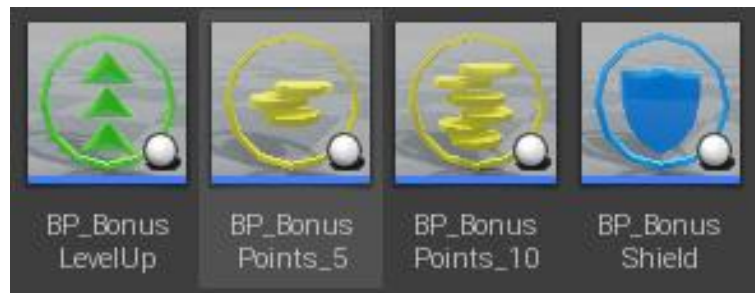 BP_Bonus
LevelUp
BP_Bonus
Points_5
BP_Bonus
Points_10
BP_Bonus
Shield